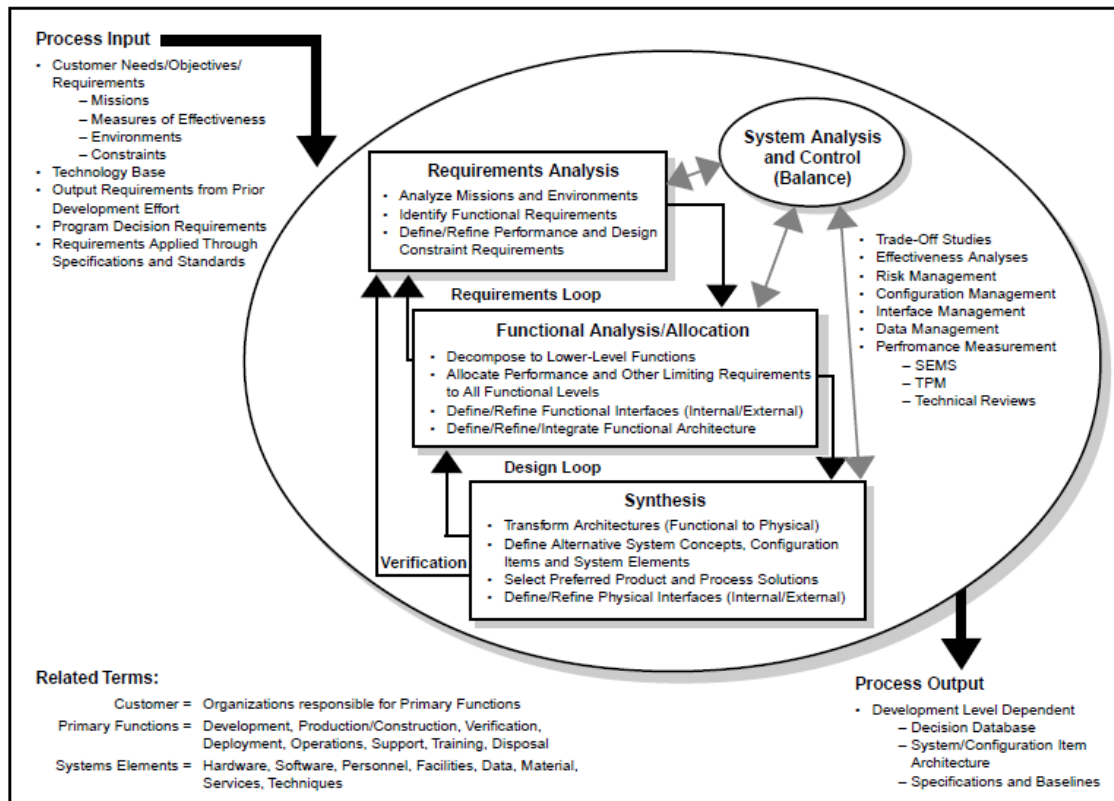 Process Input
• Customer Needs/Objectives/
Requirements
– Missions
– Measures of Effectiveness
– Environments
– Constraints
• Technology Base
• Output Requirements from Prior
Development Effort
• Program Decision Requirements
• Requirements Applied Through
Specifications and Standards
System Analysis
and Control
(Balance)
Requirements Analysis
• Analyze Missions and Environments
• Identify Functional Requirements
• Define/Refine Performance and Design
Constraint Requirements
• Trade-Off Studies
• Effectiveness Analyses
• Risk Management
• Configuration Management
• Interface Management
• Data Management
• Perfromance Measurement
– SEMS
– TPM
– Technical Reviews
Requirements Loop
Functional Analysis/Allocation
• Decompose to Lower-Level Functions
• Allocate Performance and Other Limiting Requirements
to All Functional Levels
• Define/Refine Functional Interfaces (Internal/External)
• Define/Refine/Integrate Functional Architecture
Design Loop
Synthesis
• Transform Architectures (Functional to Physical)
• Define Alternative System Concepts, Configuration
Items and System Elements
• Select Preferred Product and Process Solutions
• Define/Refine Physical Interfaces (Internal/External)
Verification
Related Terms:
Customer = Organizations responsible for Primary Functions
Primary Functions = Development, Production/Construction, Verification,
Deployment, Operations, Support, Training, Disposal
Systems Elements = Hardware, Software, Personnel, Facilities, Data, Material,
Services, Techniques
Process Output
• Development Level Dependent
– Decision Database
– System/Configuration Item
Architecture
– Specifications and Baselines